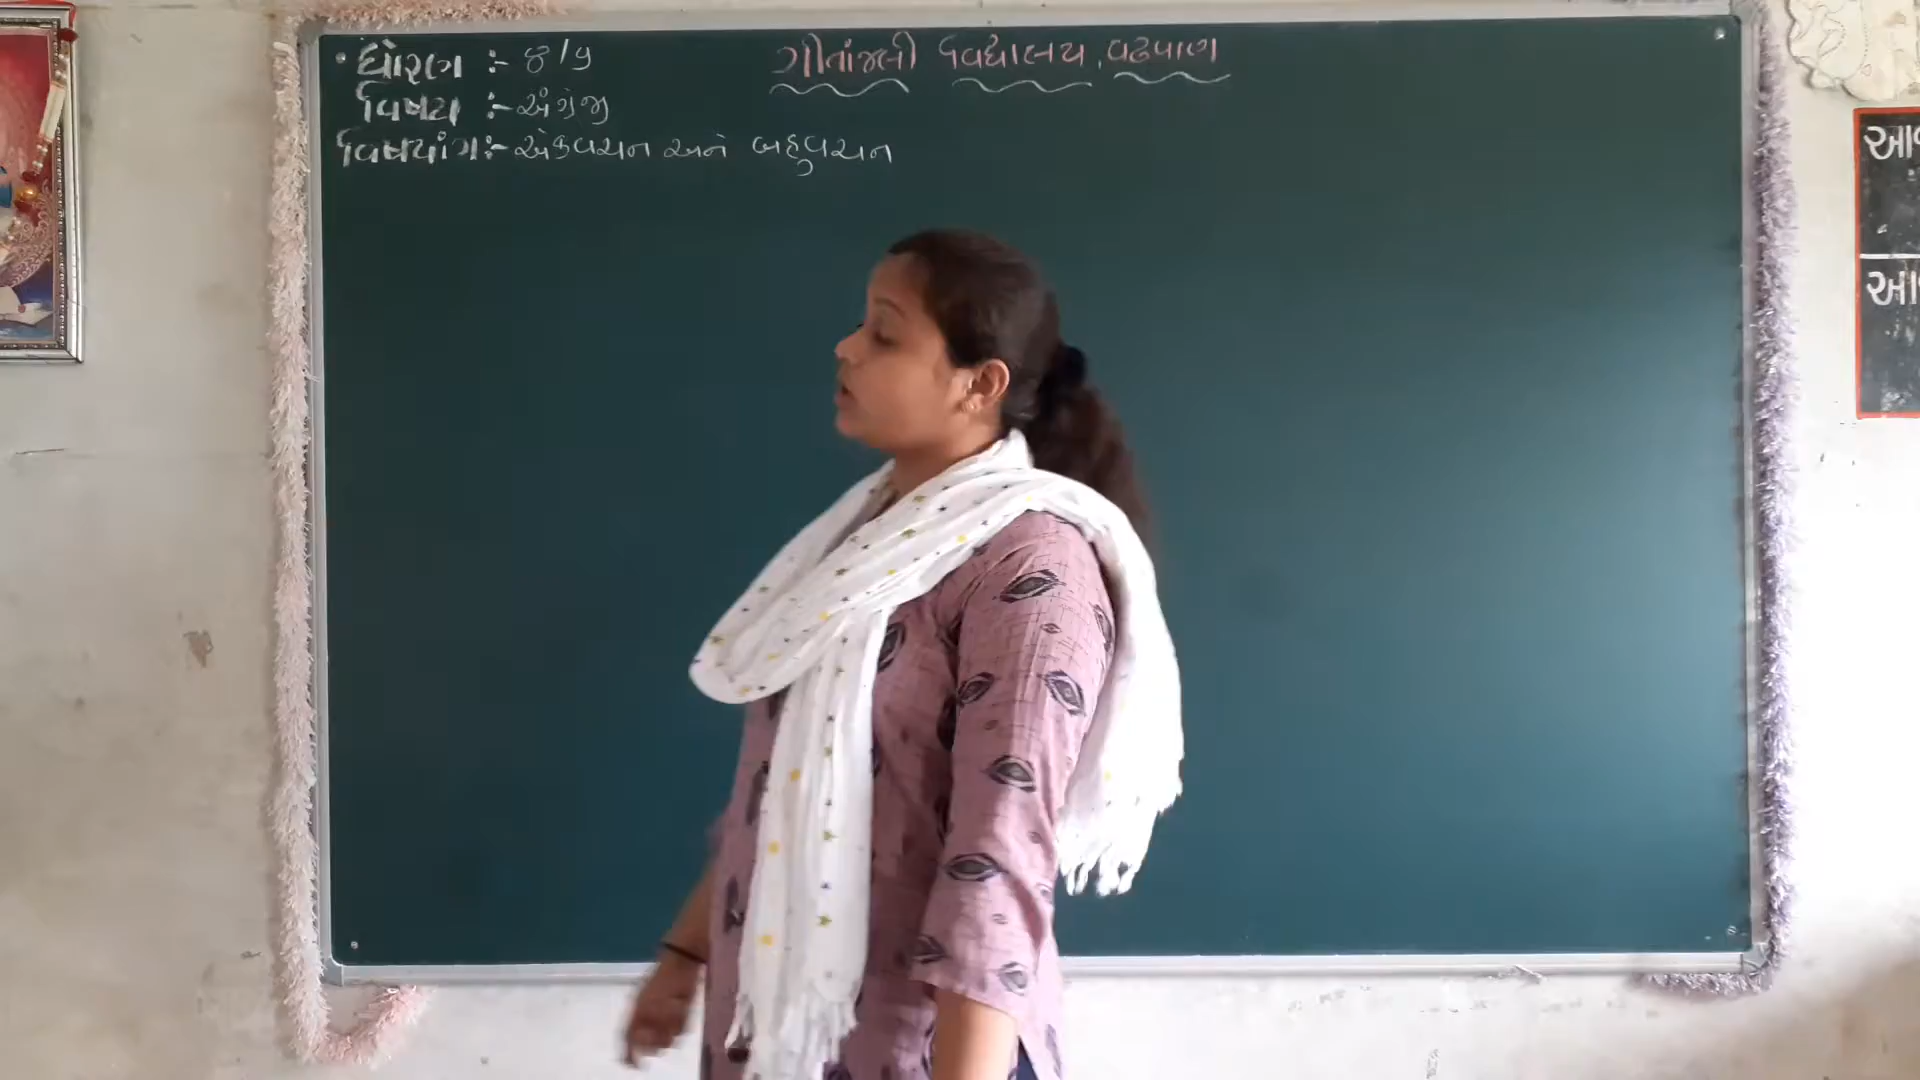 ગીતાંજલી વિદ્યાલય, વઢવાણ
ધોરણ :- ૪/૫
વિષય :- અંગ્રેજી
વિષયાંગ:- એકવચન અને બહુવચન